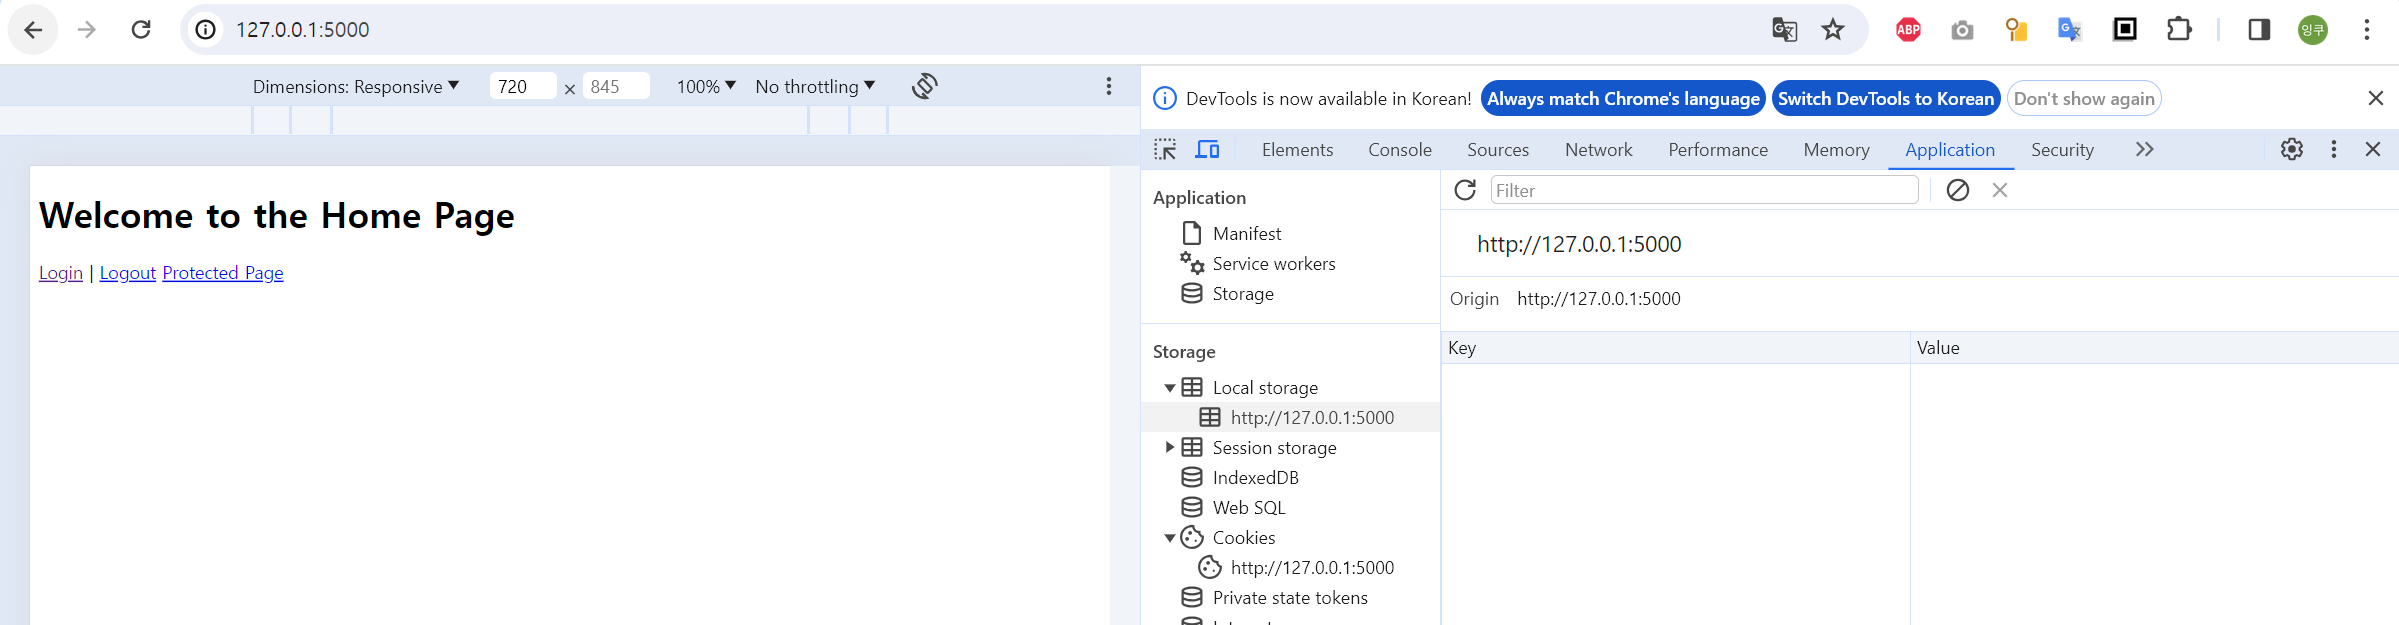 127.0.0.1:5000
ABP
잉쿠
Dimensions: Responsive 720 × 845 100% No throttling
DevTools is now available in Korean! Always match Chrome's language Switch DevTools to Korean Don't show again
Elements Console Sources Network Performance Memory Application Security
Welcome to the Home Page
Login | Logout Protected Page
Application
Manifest
Service workers
Storage
Storage
Local storage
http://127.0.0.1:5000
Session storage
IndexedDB
Web SQL
Cookies
http://127.0.0.1:5000
Private state tokens
Filter
http://127.0.0.1:5000
Origin http://127.0.0.1:5000
Key Value